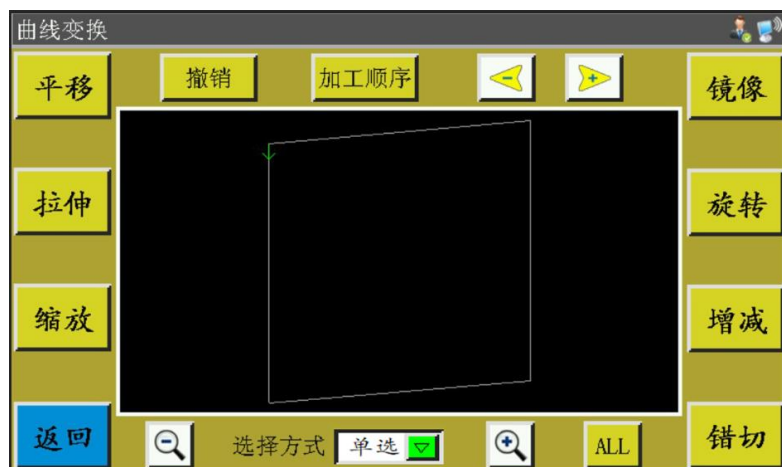 曲线变换
平移
撤销
加工顺序
-
+
镜像
拉伸
旋转
缩放
增减
返回
选择方式
单选
ALL
错切